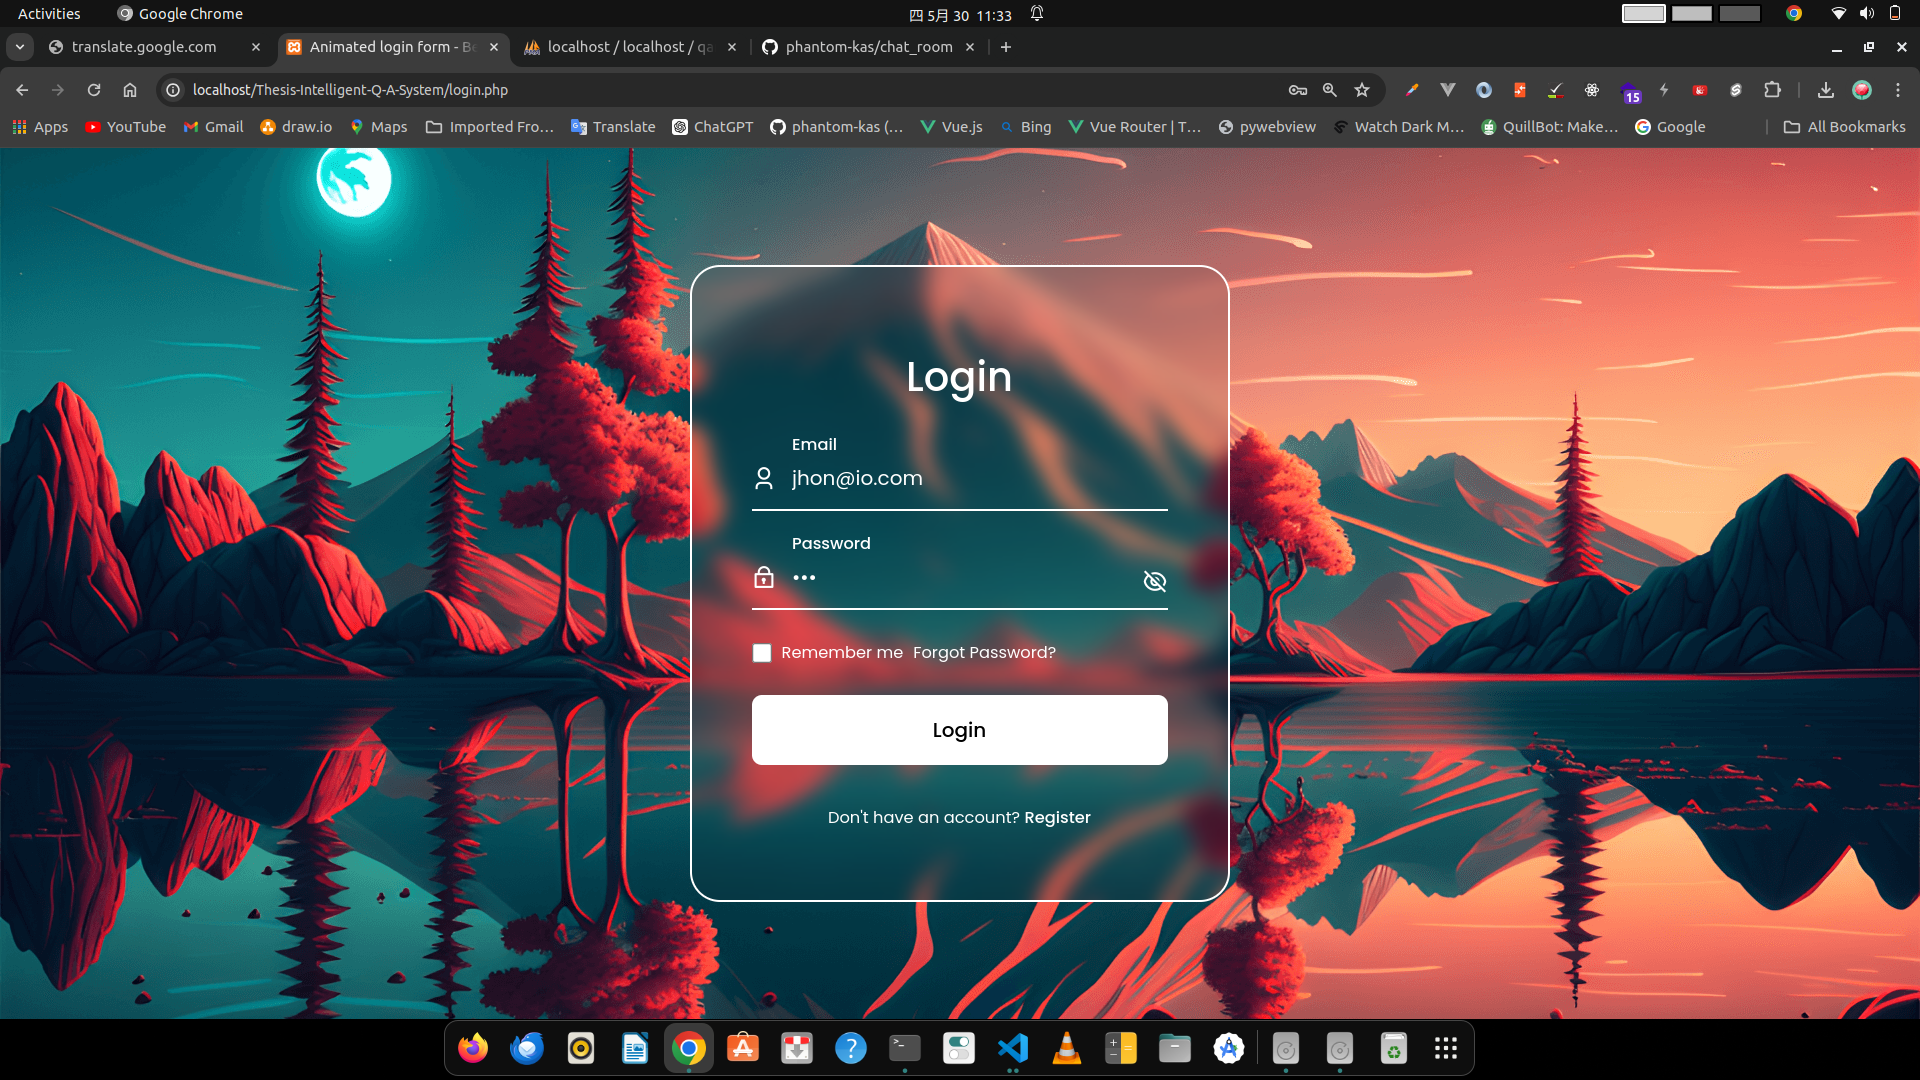 Activities
Google Chrome
四 5月 30 11:33
translate.google.com
Animated login form - Be
localhost / localhost / qa
phantom-kas/chat_room
localhost/Thesis-Intelligent-Q-A-System/login.php
15
Apps
YouTube
Gmail
draw.io
Maps
Imported Fro...
Translate
ChatGPT
phantom-kas (...
Vue.js
Bing
Vue Router | T...
pywebview
Watch Dark M...
QuillBot: Make...
Google
All Bookmarks
Login
Email
jhon@io.com
Password
Remember me Forgot Password?
Login
Don't have an account? Register